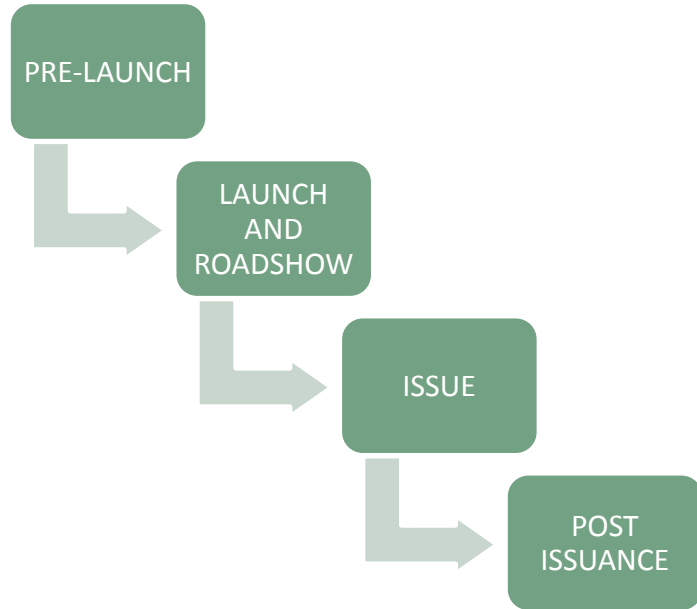 PRE-LAUNCH
LAUNCH
AND
ROADSHOW
ISSUE
POST
ISSUANCE